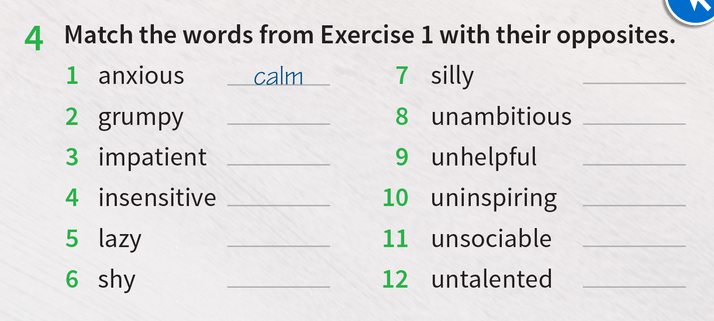 4 Match the words from Exercise 1 with their opposites.
1 anxious calm
2 grumpy
3 impatient
4 insensitive
5 lazy
6 shy
7 silly
8 unambitious
9 unhelpful
10 uninspiring
11 unsociable
12 untalented